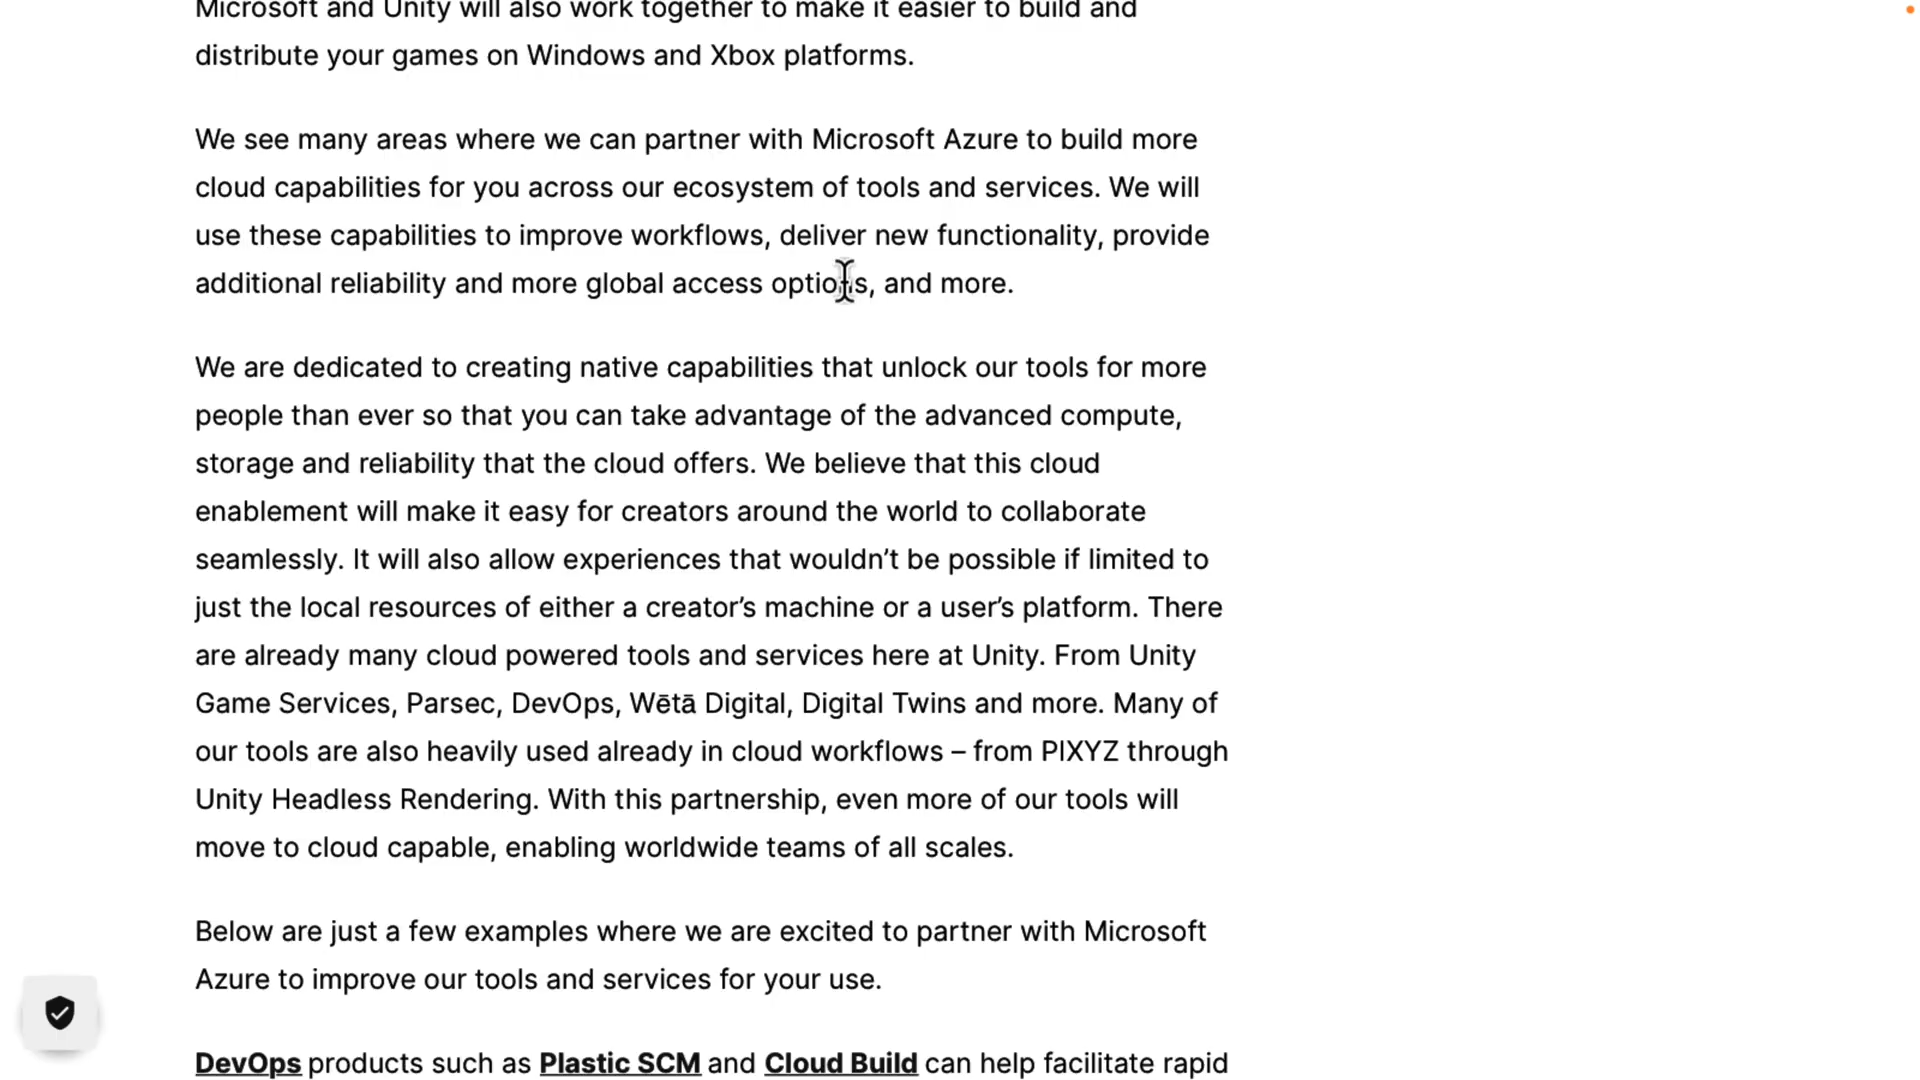 Microsoft and Unity will also work together to make it easier to build and
distribute your games on Windows and Xbox platforms.
We see many areas where we can partner with Microsoft Azure to build more
cloud capabilities for you across our ecosystem of tools and services. We will
use these capabilities to improve workflows, deliver new functionality, provide
additional reliability and more global access options, and more.
We are dedicated to creating native capabilities that unlock our tools for more
people than ever so that you can take advantage of the advanced compute,
storage and reliability that the cloud offers. We believe that this cloud
enablement will make it easy for creators around the world to collaborate
seamlessly. It will also allow experiences that wouldn’t be possible if limited to
just the local resources of either a creator’s machine or a user’s platform. There
are already many cloud powered tools and services here at Unity. From Unity
Game Services, Parsec, DevOps, Wētā Digital, Digital Twins and more. Many of
our tools are also heavily used already in cloud workflows – from PIXYZ through
Unity Headless Rendering. With this partnership, even more of our tools will
move to cloud capable, enabling worldwide teams of all scales.
Below are just a few examples where we are excited to partner with Microsoft
Azure to improve our tools and services for your use.
DevOps products such as Plastic SCM and Cloud Build can help facilitate rapid